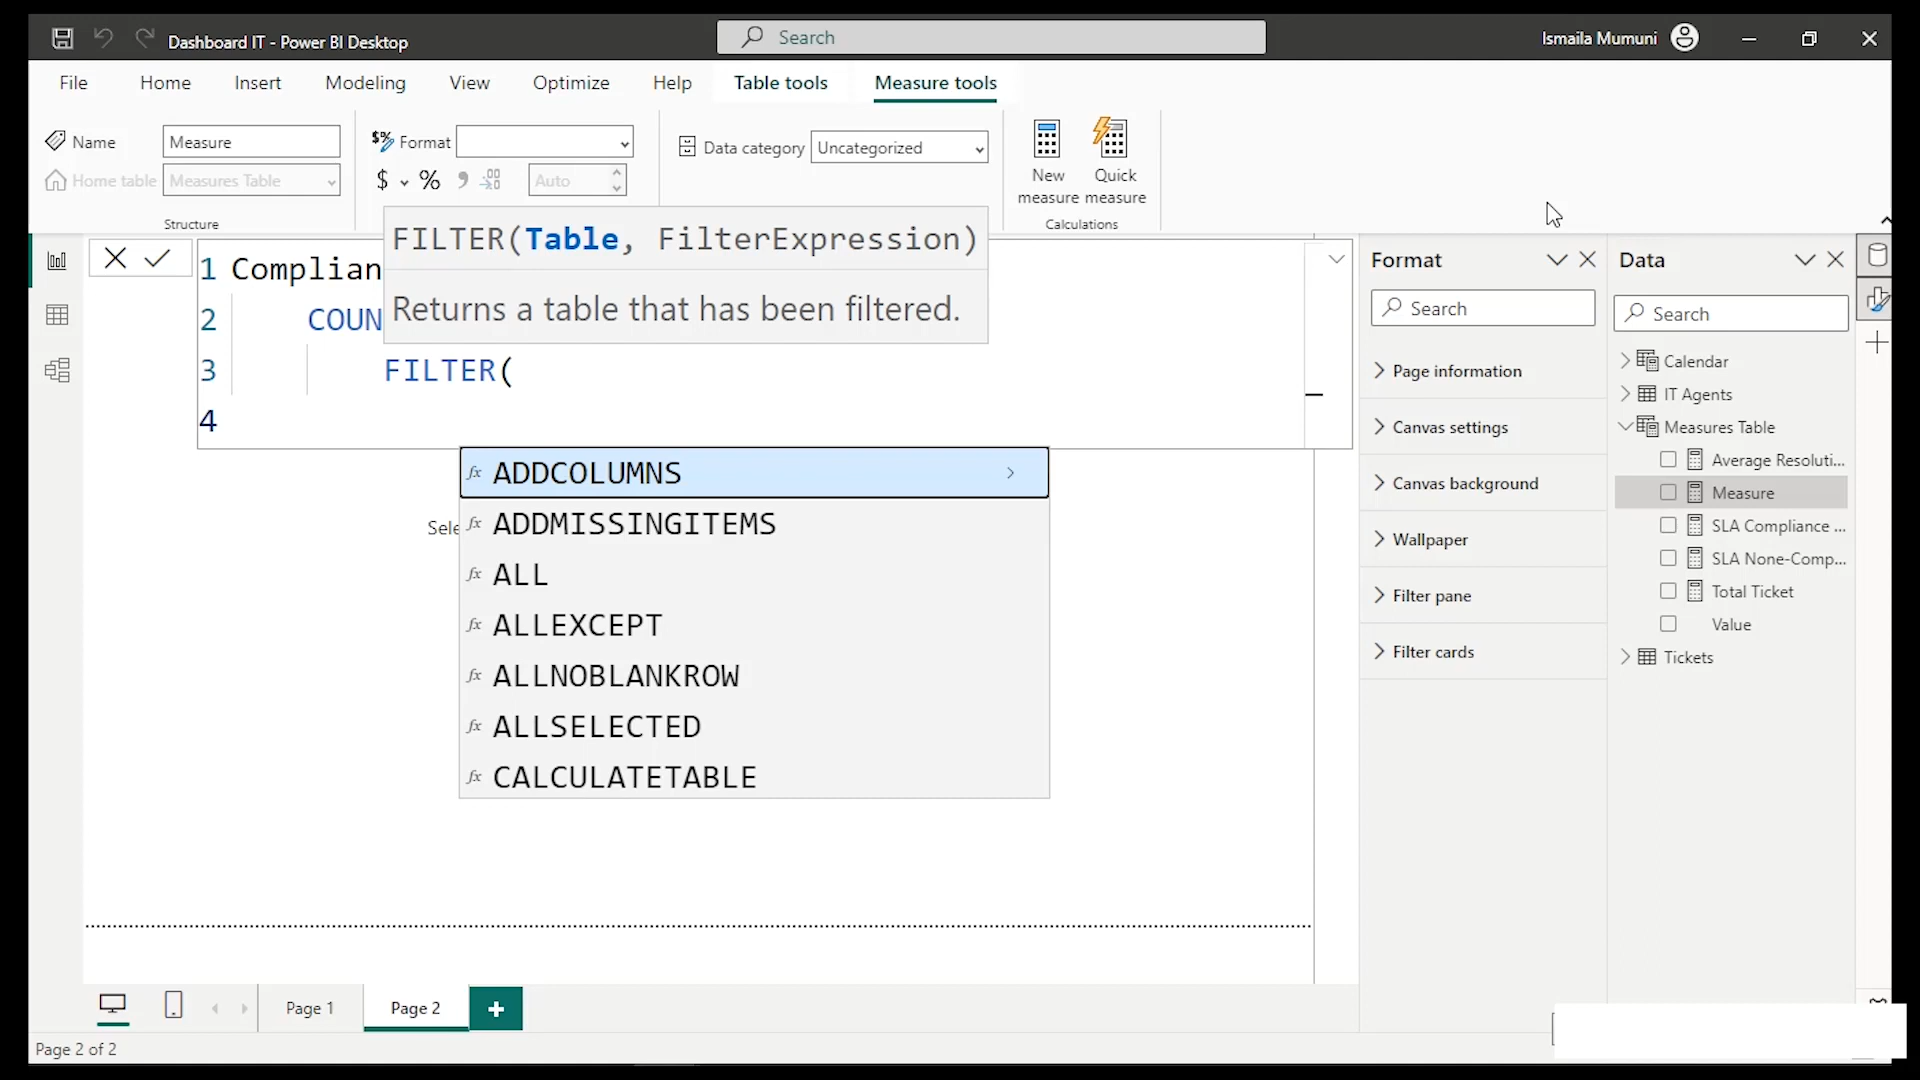 Dashboard IT - Power BI Desktop
Search
Ismaila Mumuni
File
Home
Insert
Modeling
View
Optimize
Help
Table tools
Measure tools
Name
Measure
Home table
Measures Table
Structure
Format
$
%
Auto
Data category
Uncategorized
New
measure
Quick
measure
Calculations
FILTER(Table, FilterExpression)
Returns a table that has been filtered.
1 Complian
2 COUN
3 FILTER(
4
Sele
ADDCOLUMNS
ADDMISSINGITEMS
ALL
ALLEXCEPT
ALLNOBLANKROW
ALLSELECTED
CALCULATETABLE
Format
Search
Page information
Canvas settings
Canvas background
Wallpaper
Filter pane
Filter cards
Data
Search
Calendar
IT Agents
Measures Table
Average Resoluti...
Measure
SLA Compliance ...
SLA None-Comp...
Total Ticket
Value
Tickets
Page 1
Page 2
Page 2 of 2